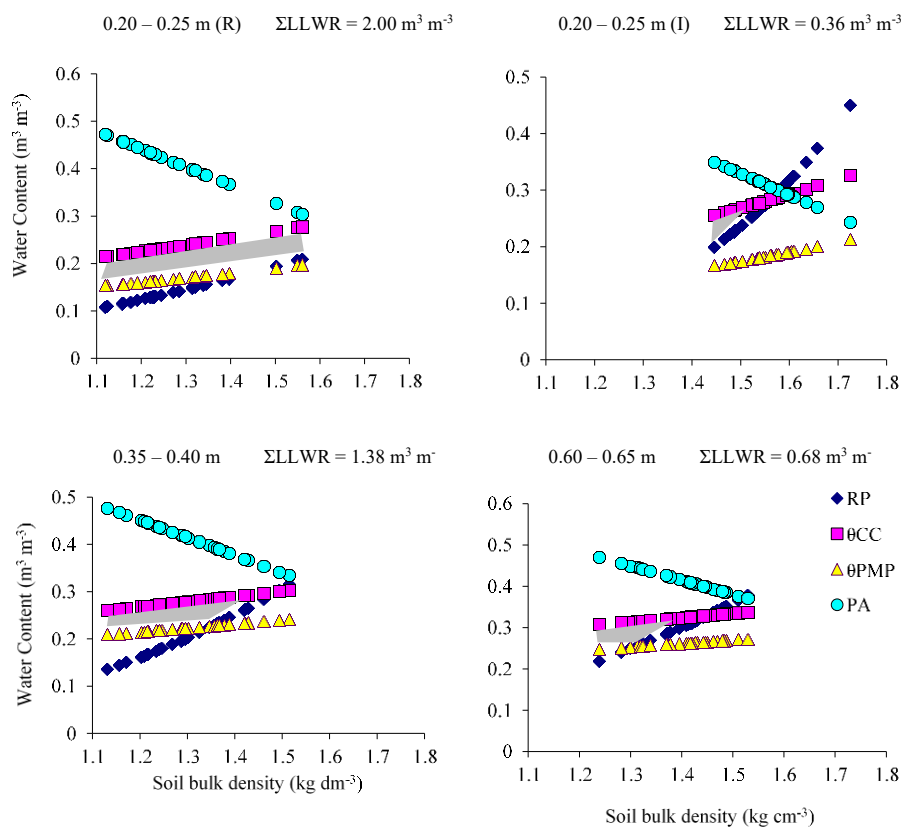 0.20 – 0.25 m (R) ΣLLWR = 2.00 m³ m⁻³
0.20 – 0.25 m (I) ΣLLWR = 0.36 m³ m⁻³
Water Content (m³ m⁻³)
0.6
0.5
0.4
0.3
0.2
0.1
0
1.1 1.2 1.3 1.4 1.5 1.6 1.7 1.8
0.5
0.4
0.3
0.2
0.1
0
1.1 1.2 1.3 1.4 1.5 1.6 1.7 1.8
0.35 – 0.40 m ΣLLWR = 1.38 m³ m⁻
0.60 – 0.65 m ΣLLWR = 0.68 m³ m⁻
Water Content (m³ m⁻³)
0.5
0.4
0.3
0.2
0.1
0
1.1 1.2 1.3 1.4 1.5 1.6 1.7 1.8
Soil bulk density (kg dm⁻³)
0.6
0.5
0.4
0.3
0.2
0.1
0
1.1 1.2 1.3 1.4 1.5 1.6 1.7 1.8
Soil bulk density (kg cm⁻³)
RP
θCC
θPMP
PA